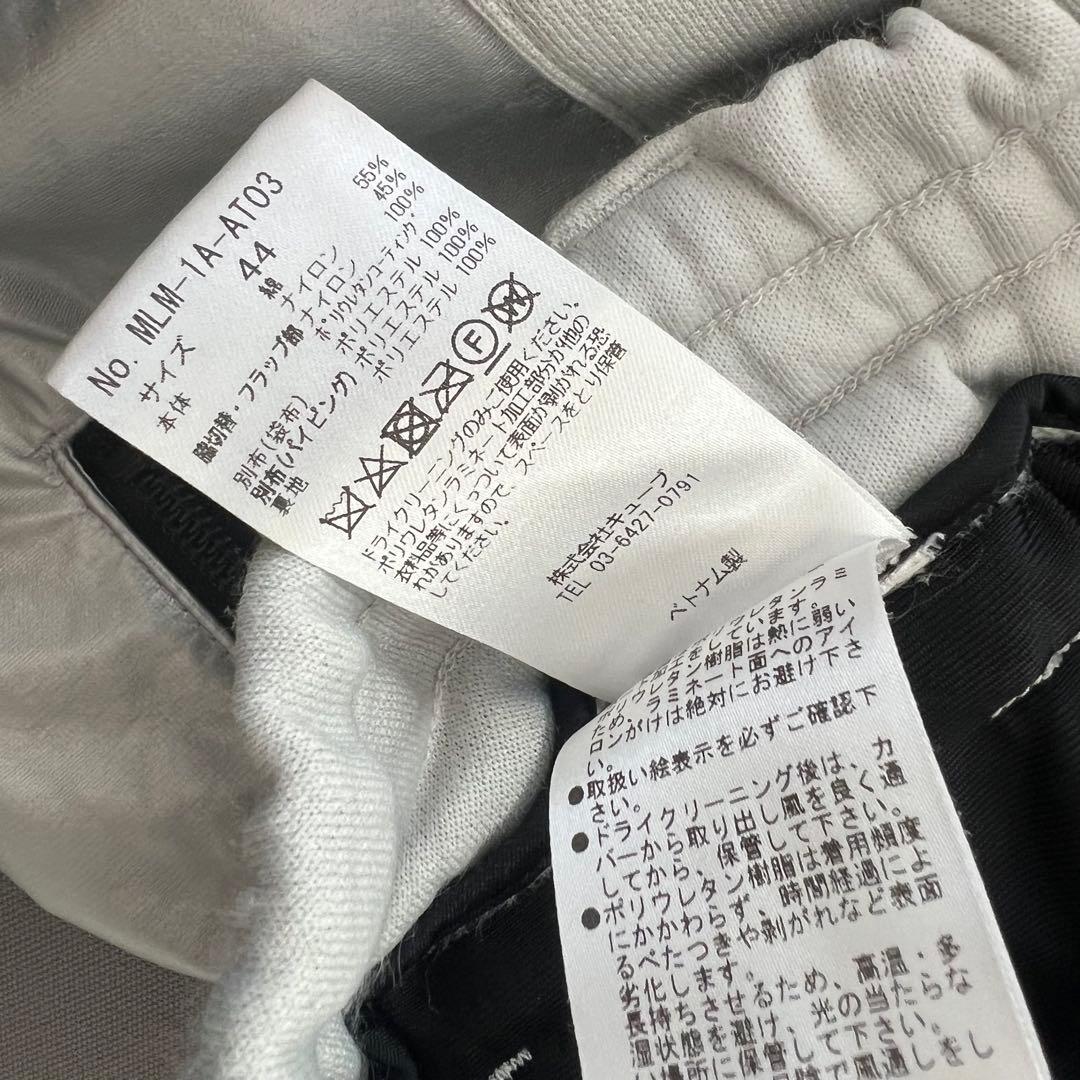 No. MLM-1A-AT03
サイズ 44
本体 綿 55%
ナイロン 45%
脇切替・フラップ部 ナイロン 100%
ポリウレタンコーティング
別布(袋布) ポリエステル 100%
別布(パイピング) ポリエステル 100%
裏地 ポリエステル 100%
F W
ドライクリーニングのみご使用ください。
ポリウレタンラミネート加工部分が他の
衣料品等にくっついて表面が剥がれる恐
れがありますので、スペースをとり保管
してください。
株式会社キューブ
TEL 03-6427-0791
ベトナム製
レタンラミ
加工をしています。
たポリウレタン樹脂は熱に弱い
ため、ラミネート面へのアイ
ロンがけは絶対にお避け下さ
い。
●取扱い絵表示を必ずご確認下
さい。
●ドライクリーニング後は、カ
バーから取り出し風を良く通
してから、保管して下さい。
●ポリウレタン樹脂は着用頻度
にかかわらず、時間経過によ
るべたつきや剥がれなど表面
劣化します。
長持ちさせるため、高温・多
湿状態を避け、光の当たらな
い場所に保管して下さい。
風通しをし